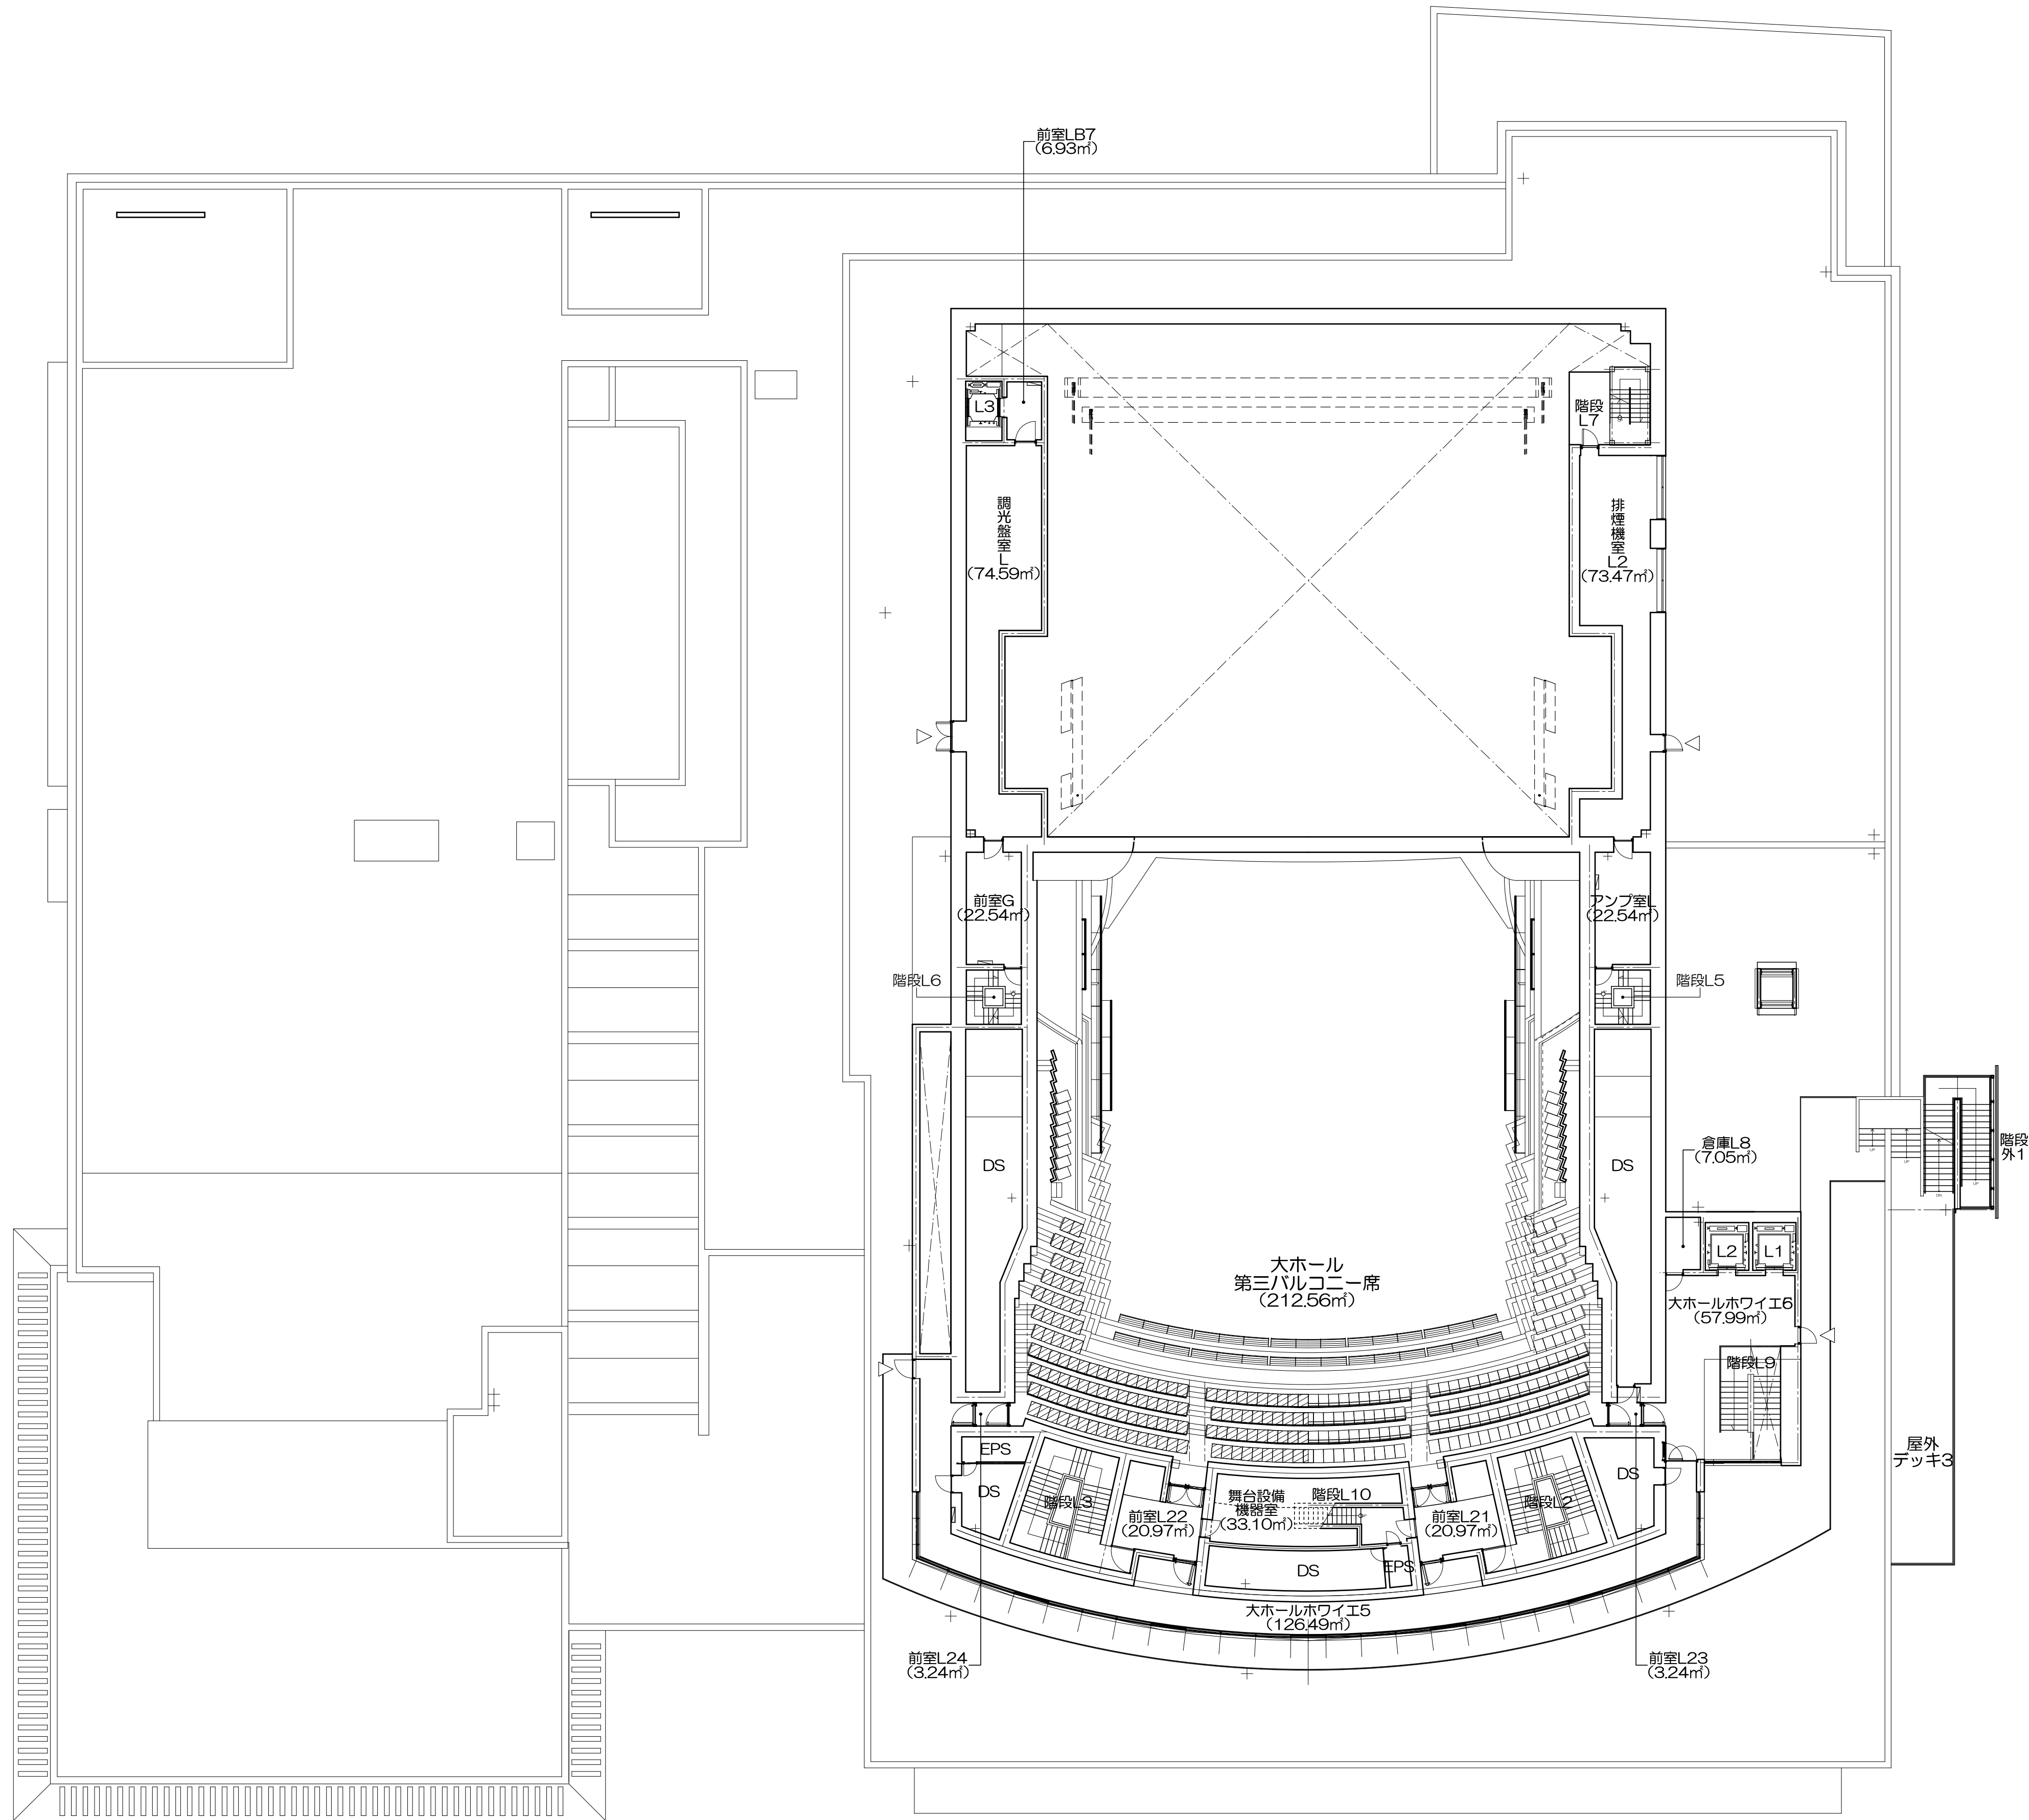 前室LB7
(6.93㎡)
L3
階段
L7
調光盤室
L
(74.59㎡)
排煙機室
L2
(73.47㎡)
前室G
(22.54㎡)
アンプ室L
(22.54㎡)
階段L6
階段L5
DS
DS
階段
外1
倉庫L8
(7.05㎡)
L2
L1
UP
UP
DN
UP
大ホール
第三バルコニー席
(212.56㎡)
大ホールホワイエ6
(57.99㎡)
階段L9
屋外
デッキ3
EPS
DS
階段L3
前室L22
(20.97㎡)
舞台設備
機器室
(33.10㎡)
階段L10
前室L21
(20.97㎡)
階段L2
DS
DS
EPS
大ホールホワイエ5
(126.49㎡)
前室L24
(3.24㎡)
前室L23
(3.24㎡)